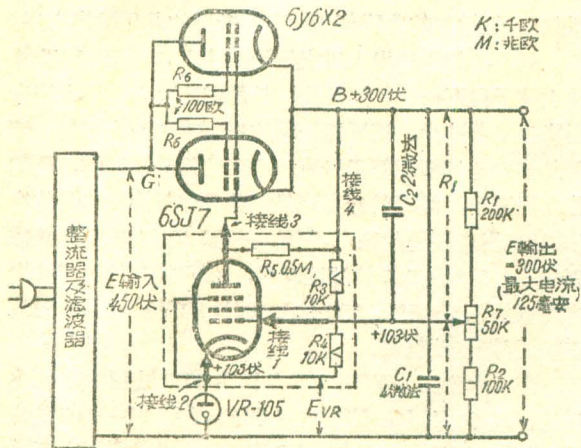 6y6X2
K:千欧
M:兆欧
R6
100欧
R6
B+300伏
G
6SJ7
接线3
接线4
C2 2微法
Rf
R1
200K
整流器及滤波器
E输入
450伏
R5 0.5M
R3
10K
E输出
=300伏
(最大电流
125毫安
接线1
+103伏
R7
50K
R4
10K
+105伏
接线2
VR-105
EVR
C1
R2
100K